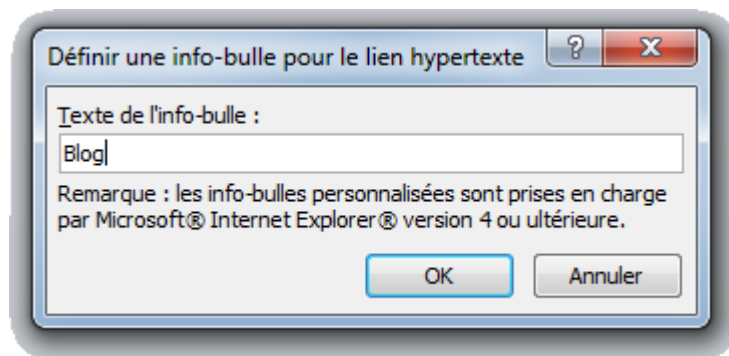 Définir une info-bulle pour le lien hypertexte
Texte de l'info-bulle :
Blog
Remarque : les info-bulles personnalisées sont prises en charge
par Microsoft® Internet Explorer® version 4 ou ultérieure.
OK Annuler